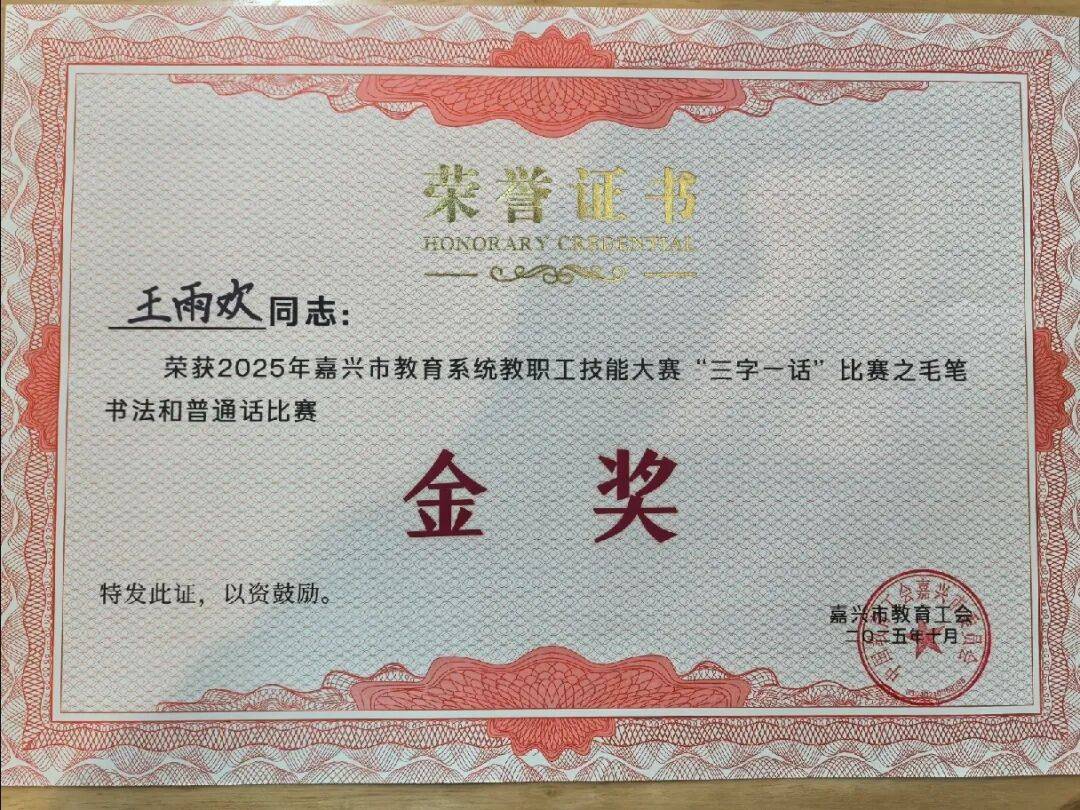 荣誉证书
HONORARY CREDENTIAL
王雨欢同志：
荣获2025年嘉兴市教育系统教职工技能大赛“三字一话”比赛之毛笔
书法和普通话比赛
金奖
特发此证，以资鼓励。
嘉兴市教育工会
二〇二五年十月